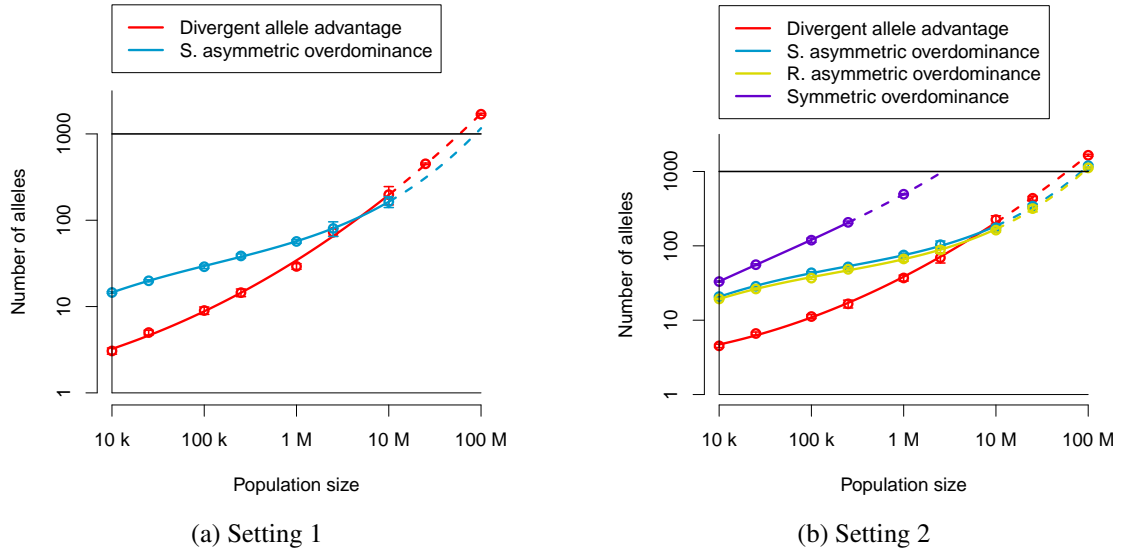 Divergent allele advantage
S. asymmetric overdominance
Number of alleles
1000
100
10
1
10 k
100 k
1 M
10 M
100 M
Population size
(a) Setting 1
Divergent allele advantage
S. asymmetric overdominance
R. asymmetric overdominance
Symmetric overdominance
Number of alleles
1000
100
10
1
10 k
100 k
1 M
10 M
100 M
Population size
(b) Setting 2